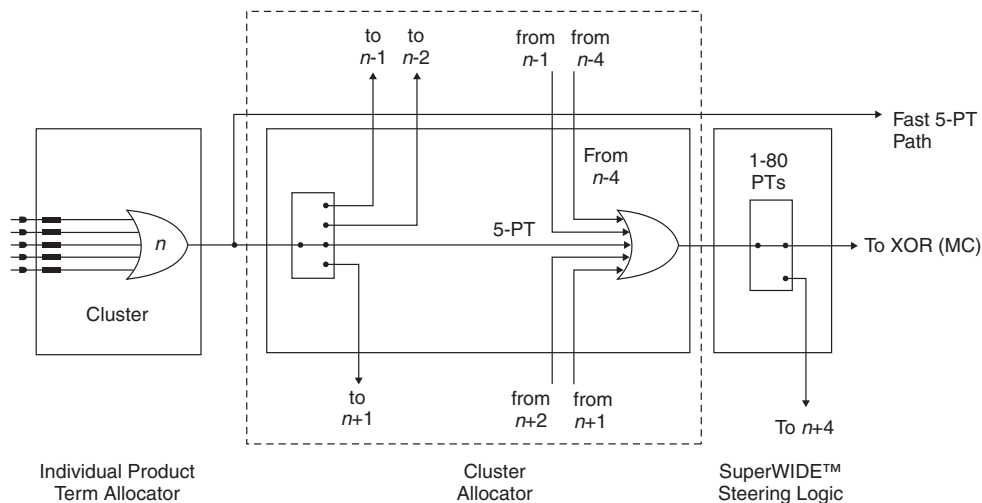 to
n-1
to
n-2
from
n-1
from
n-4
Fast 5-PT
Path
From
n-4
1-80
PTs
n
5-PT
To XOR (MC)
Cluster
to
n+1
from
n+2
from
n+1
To n+4
Individual Product
Term Allocator
Cluster
Allocator
SuperWIDE™
Steering Logic